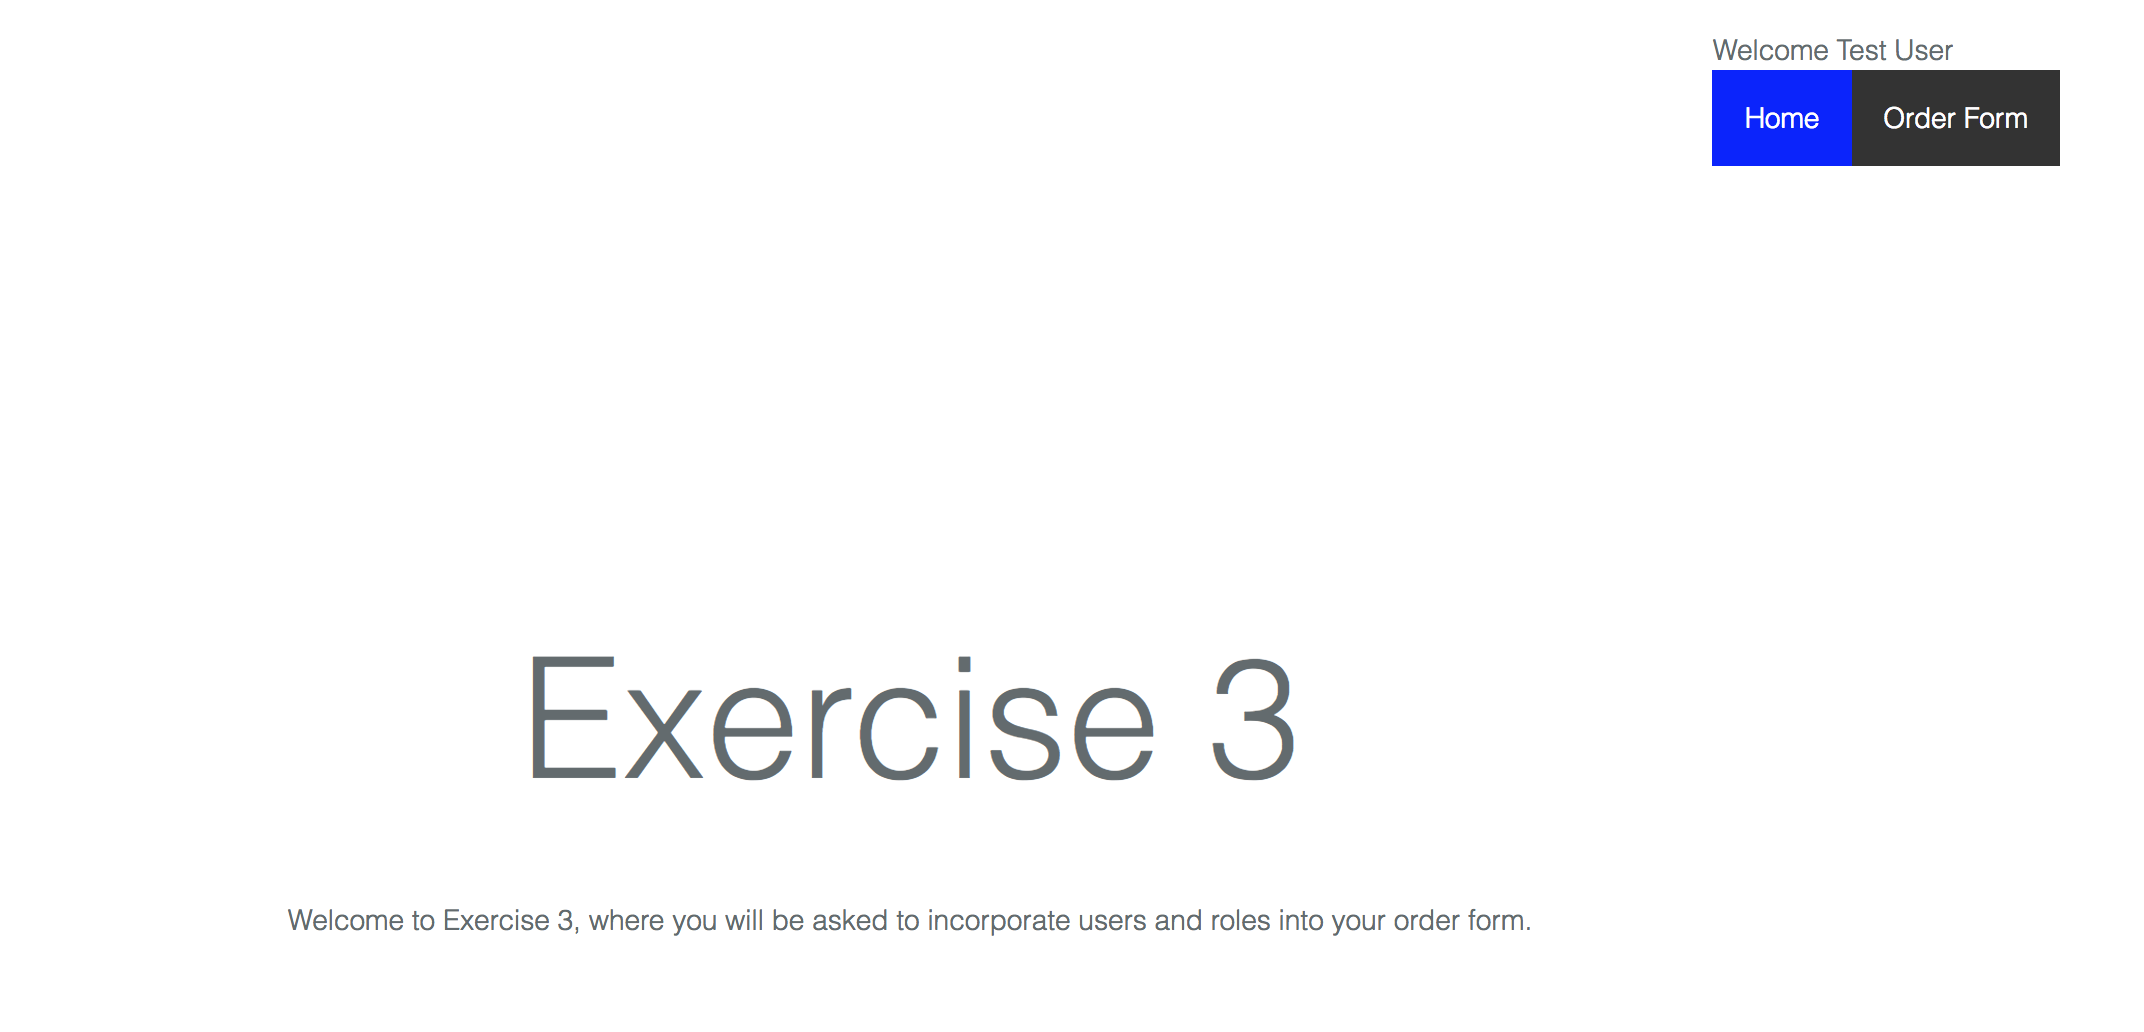 Welcome Test User
Home Order Form
Exercise 3
Welcome to Exercise 3, where you will be asked to incorporate users and roles into your order form.